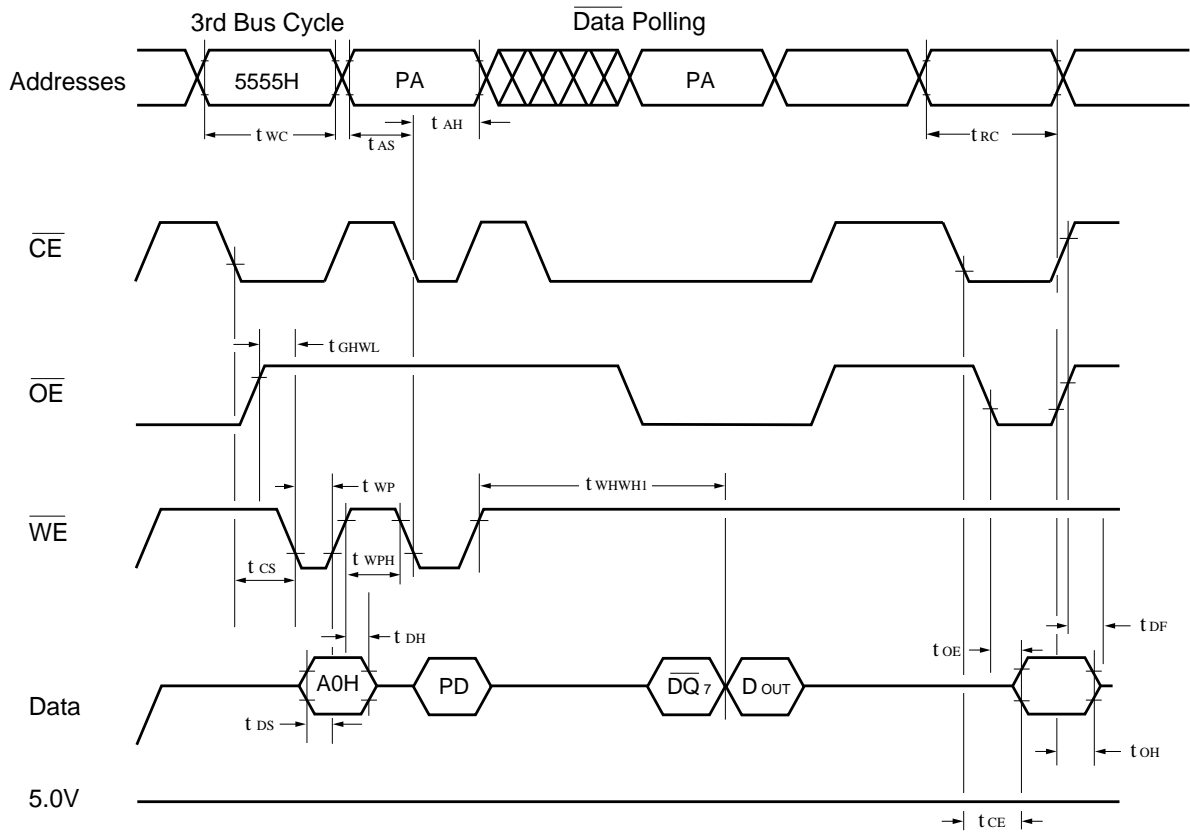 3rd Bus Cycle
Data Polling
Addresses
5555H
PA
PA
t WC
t AS
t AH
t RC
CE
t GHWL
OE
t WP
t WHWH1
WE
t CS
t WPH
t DH
t OE
t DF
Data
A0H
PD
DQ 7
D OUT
t DS
t OH
5.0V
t CE